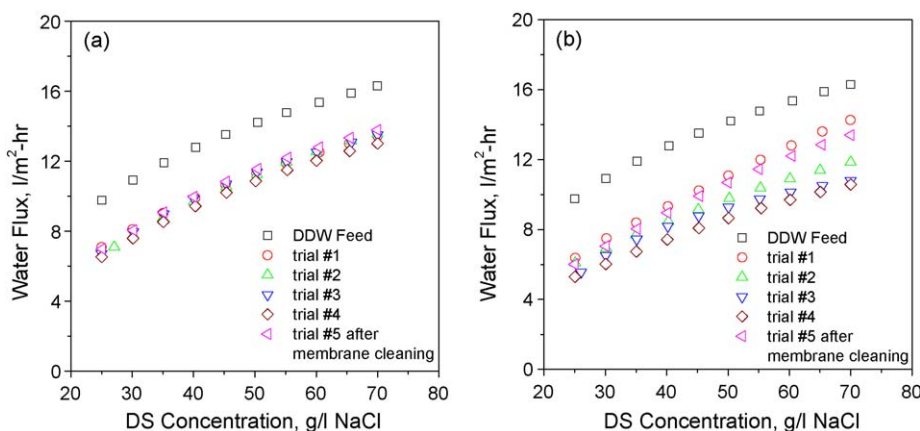 (a)
Water Flux, l/m²-hr
20
16
12
8
4
0
DDW Feed
trial #1
trial #2
trial #3
trial #4
trial #5 after
membrane cleaning
20 30 40 50 60 70 80
DS Concentration, g/l NaCl
(b)
Water Flux, l/m²-hr
20
16
12
8
4
0
DDW Feed
trial #1
trial #2
trial #3
trial #4
trial #5 after
membrane cleaning
20 30 40 50 60 70 80
DS Concentration, g/l NaCl